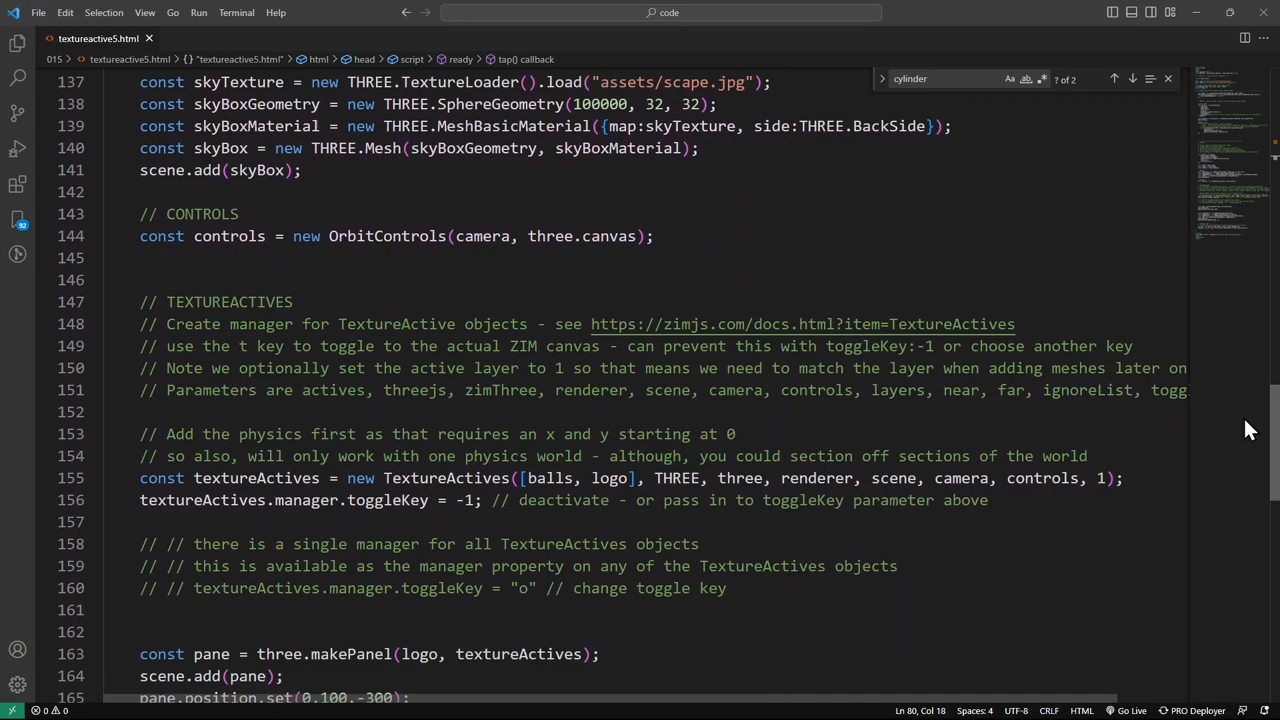 File Edit Selection View Go Run Terminal Help code
textureactive5.html
015 > textureactive5.html > {} "textureactive5.html" > html > head > script > ready > tap() callback
cylinder Aa ab .* ? of 2
137 const skyTexture = new THREE.TextureLoader().load("assets/scape.jpg");
138 const skyBoxGeometry = new THREE.SphereGeometry(100000, 32, 32);
139 const skyBoxMaterial = new THREE.MeshBasicMaterial({map:skyTexture, side:THREE.BackSide});
140 const skyBox = new THREE.Mesh(skyBoxGeometry, skyBoxMaterial);
141 scene.add(skyBox);
142
143 // CONTROLS
144 const controls = new OrbitControls(camera, three.canvas);
145
146
147 // TEXTUREACTIVES
148 // Create manager for TextureActive objects - see https://zimjs.com/docs.html?item=TextureActives
149 // use the t key to toggle to the actual ZIM canvas - can prevent this with toggleKey:-1 or choose another key
150 // Note we optionally set the active layer to 1 so that means we need to match the layer when adding meshes later on
151 // Parameters are actives, threejs, zimThree, renderer, scene, camera, controls, layers, near, far, ignoreList, togg
152
153 // Add the physics first as that requires an x and y starting at 0
154 // so also, will only work with one physics world - although, you could section off sections of the world
155 const textureActives = new TextureActives([balls, logo], THREE, three, renderer, scene, camera, controls, 1);
156 textureActives.manager.toggleKey = -1; // deactivate - or pass in to toggleKey parameter above
157
158 // // there is a single manager for all TextureActives objects
159 // // this is available as the manager property on any of the TextureActives objects
160 // // textureActives.manager.toggleKey = "o" // change toggle key
161
162
163 const pane = three.makePanel(logo, textureActives);
164 scene.add(pane);
165 pane.position.set(0,100,-300);
92
0 0 Ln 80, Col 18 Spaces: 4 UTF-8 CRLF HTML Go Live PRO Deployer